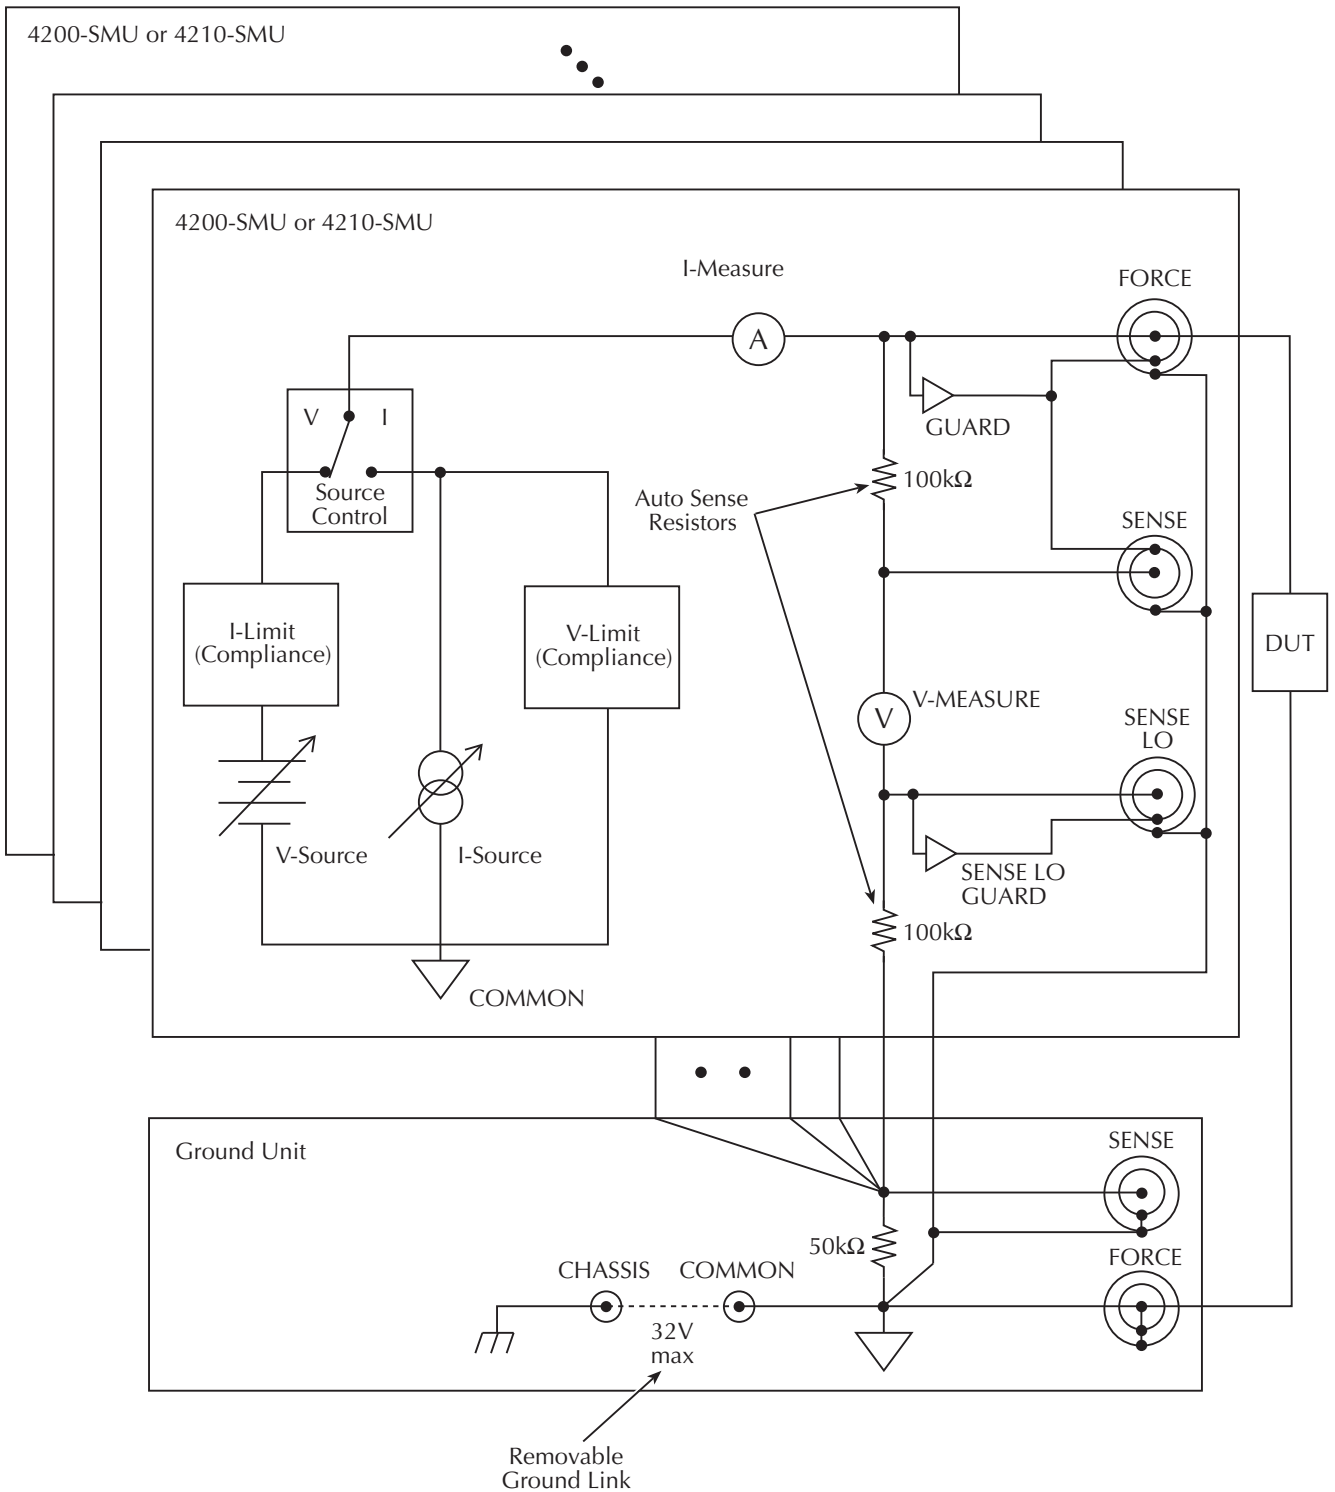 4200-SMU or 4210-SMU
4200-SMU or 4210-SMU
I-Measure
FORCE
A
V I
GUARD
Source
Control
100kΩ
Auto Sense
Resistors
SENSE
I-Limit
(Compliance)
V-Limit
(Compliance)
DUT
V
V-MEASURE
SENSE
LO
V-Source
I-Source
SENSE LO
GUARD
100kΩ
COMMON
Ground Unit
SENSE
50kΩ
FORCE
CHASSIS
COMMON
32V
max
Removable
Ground Link